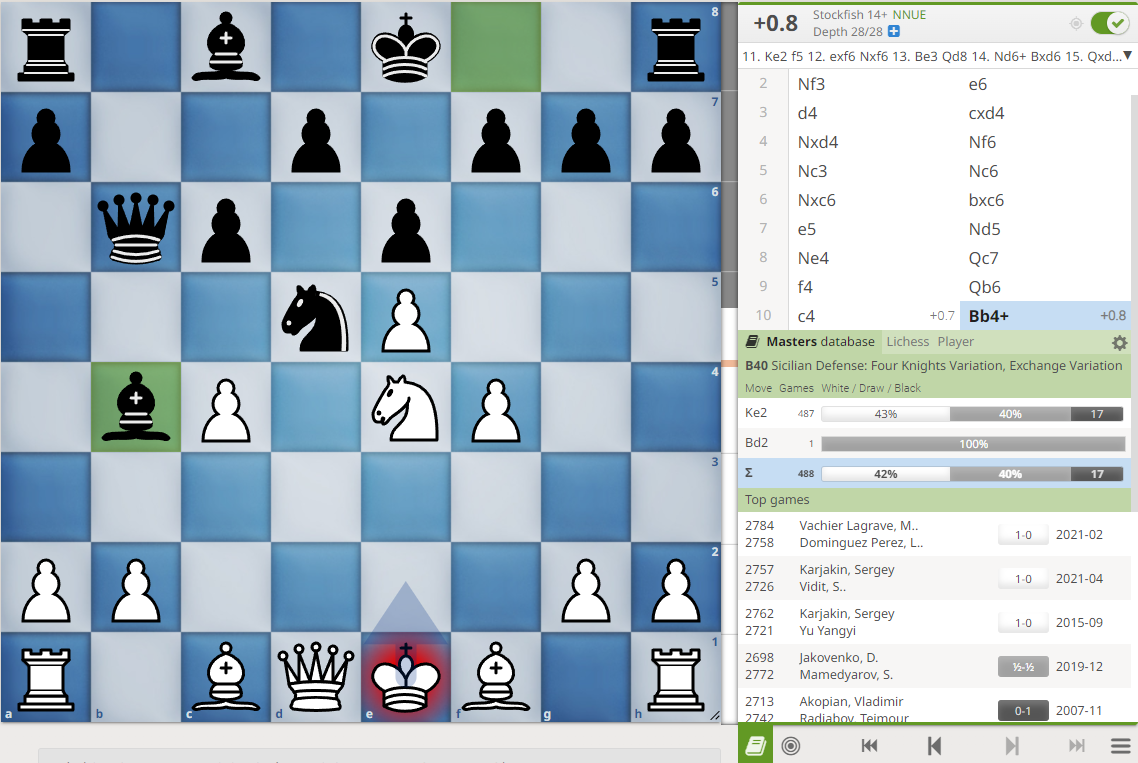 8
7
6
5
4
3
2
1
a b c d e f g h
+0.8 Stockfish 14+ NNUE
Depth 28/28
11. Ke2 f5 12. exf6 Nxf6 13. Be3 Qd8 14. Nd6+ Bxd6 15. Qxd...
2 Nf3 e6
3 d4 cxd4
4 Nxd4 Nf6
5 Nc3 Nc6
6 Nxc6 bxc6
7 e5 Nd5
8 Ne4 Qc7
9 f4 Qb6
10 c4 +0.7 Bb4+ +0.8
Masters database Lichess Player
B40 Sicilian Defense: Four Knights Variation, Exchange Variation
Move Games White / Draw / Black
Ke2 487 43% 40% 17
Bd2 1 100%
Σ 488 42% 40% 17
Top games
2784 Vachier Lagrave, M.. 1-0 2021-02
2758 Dominguez Perez, L..
2757 Karjakin, Sergey 1-0 2021-04
2726 Vidit, S..
2762 Karjakin, Sergey 1-0 2015-09
2721 Yu Yangyi
2698 Jakovenko, D. ½-½ 2019-12
2772 Mamedyarov, S.
2713 Akopian, Vladimir 0-1 2007-11
2742 Radjabov, Teimour